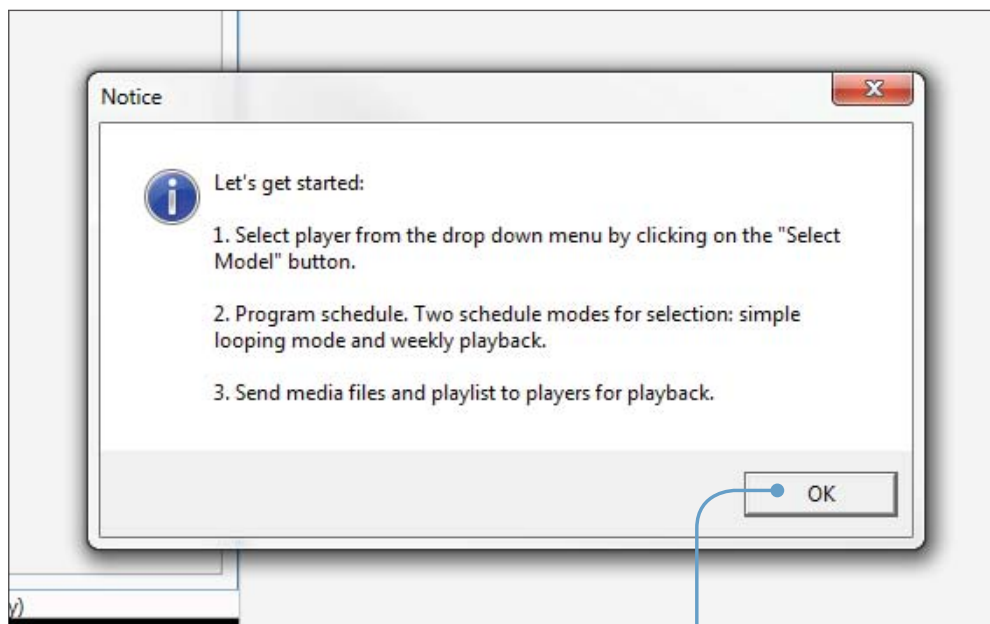 Notice
Let's get started:
1. Select player from the drop down menu by clicking on the "Select
Model" button.
2. Program schedule. Two schedule modes for selection: simple
looping mode and weekly playback.
3. Send media files and playlist to players for playback.
OK
y)